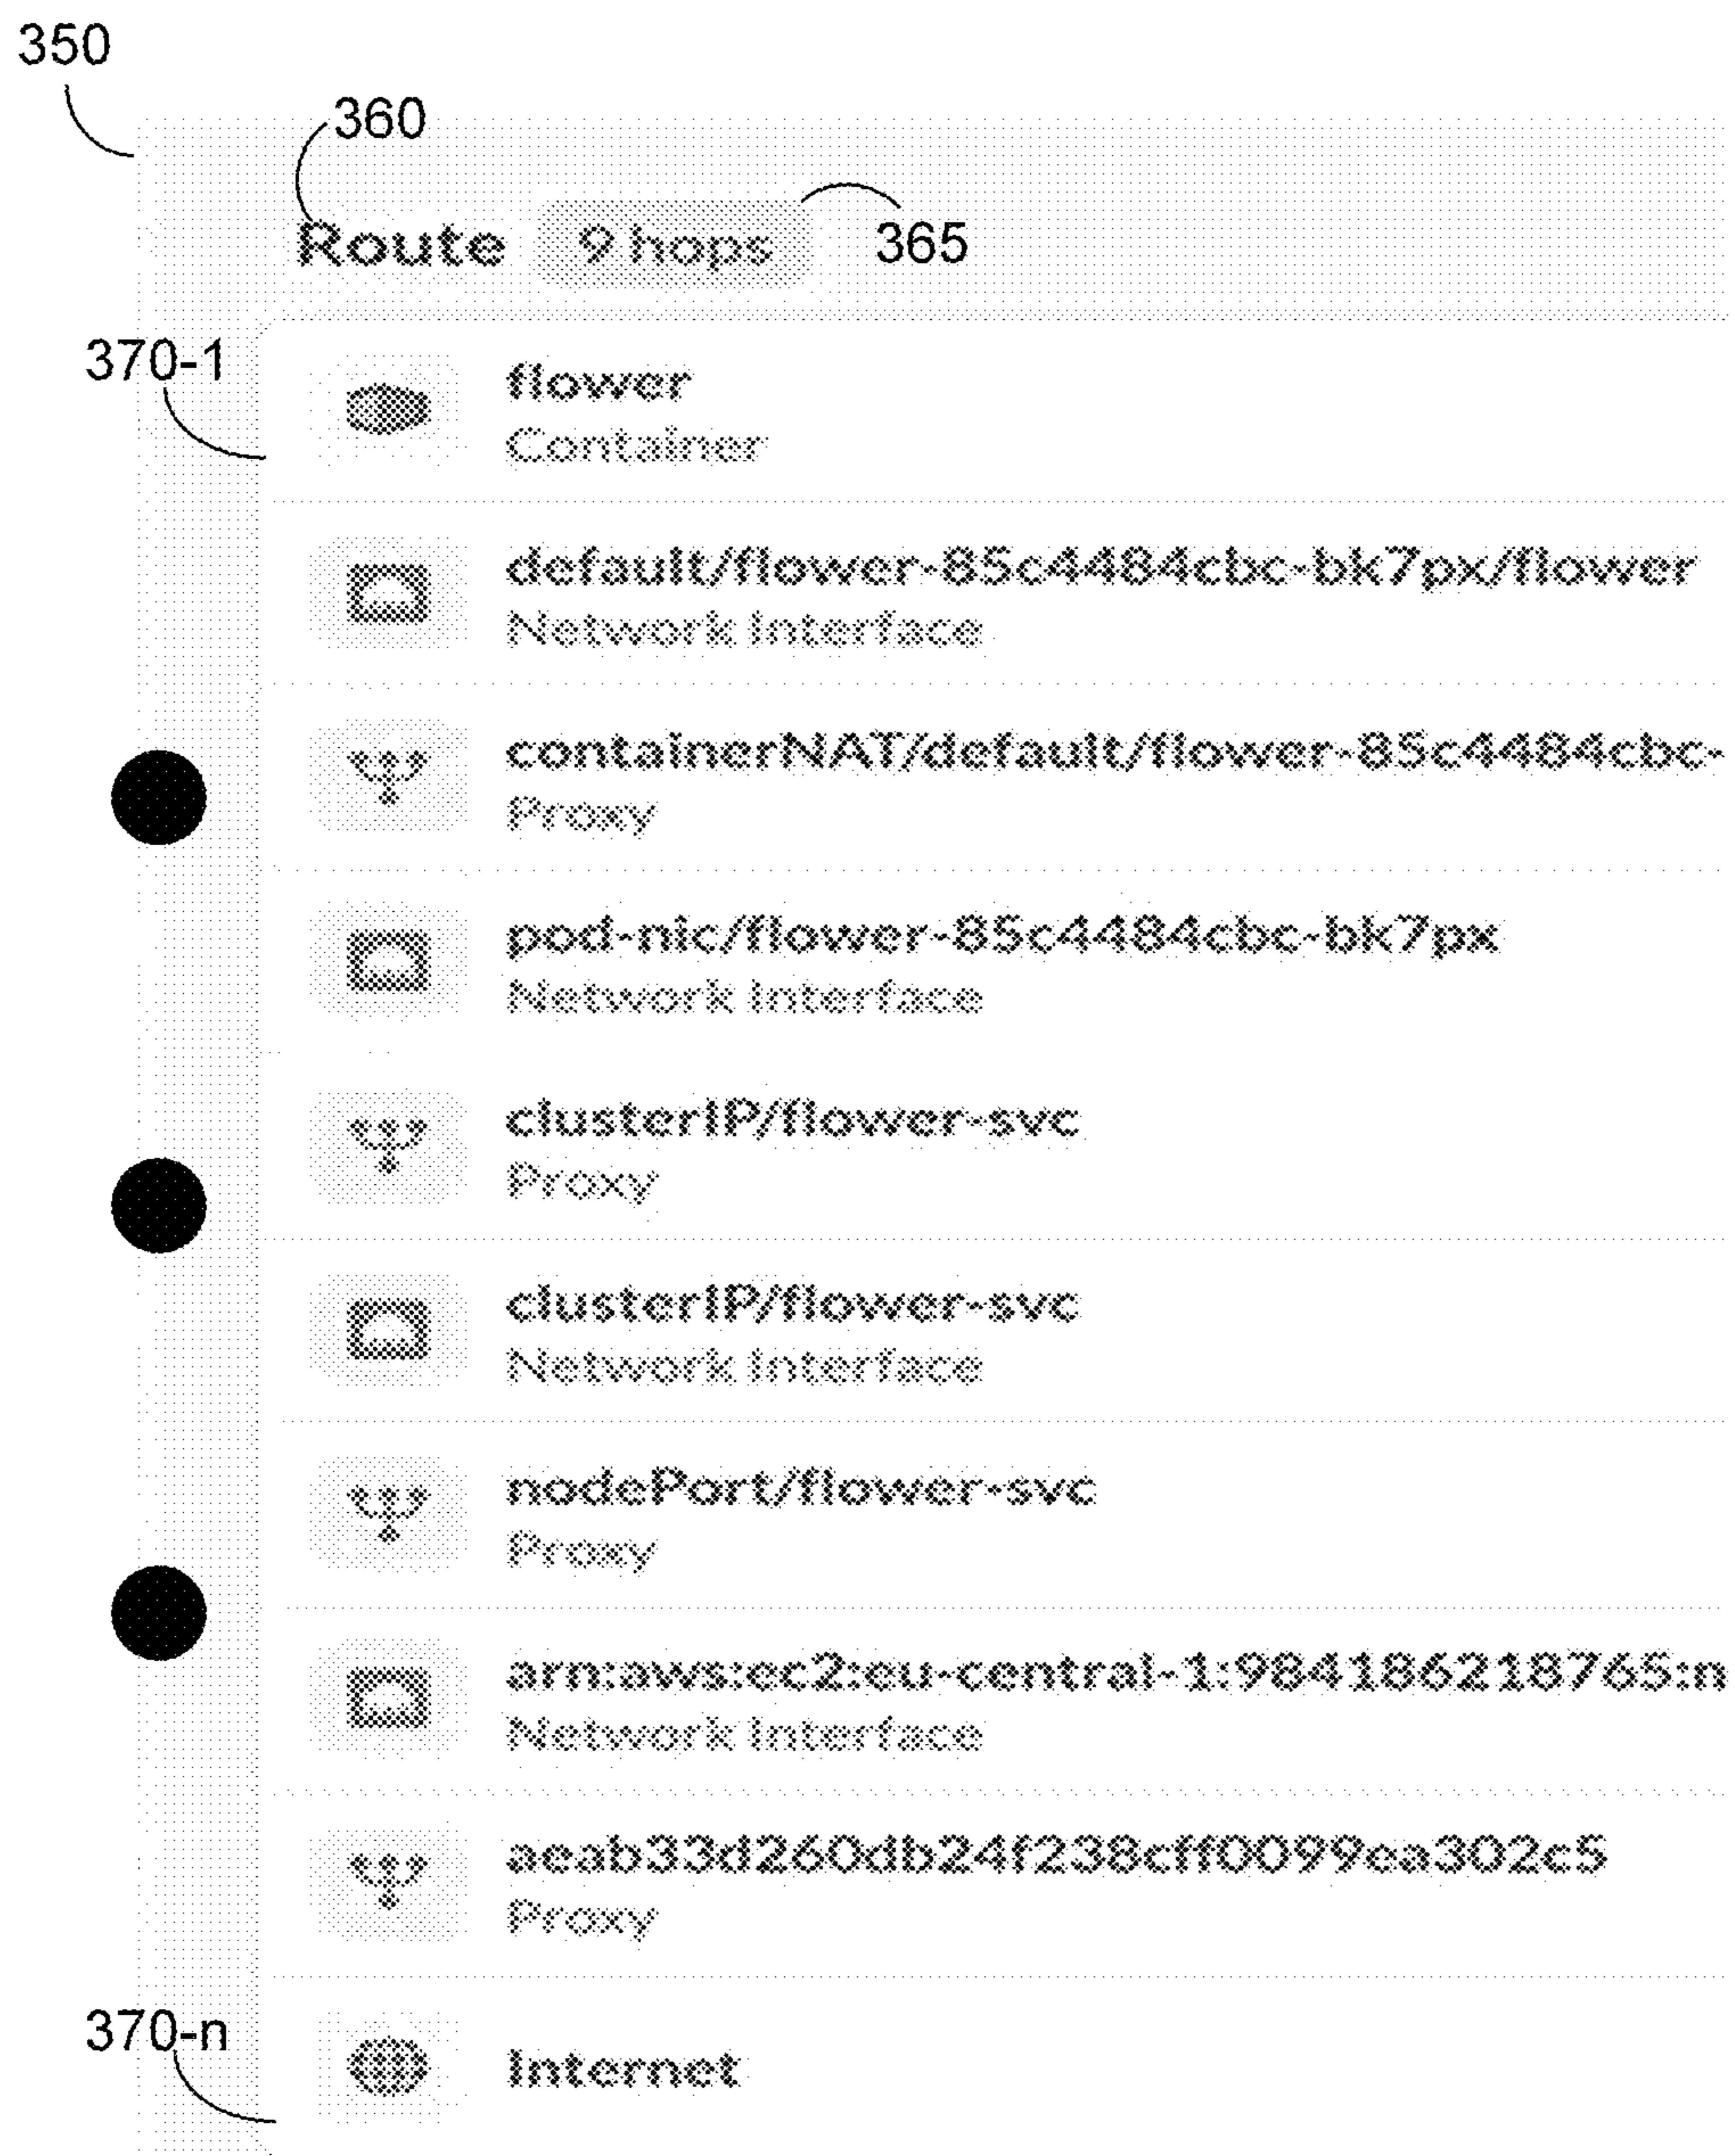 350
360
Route 9 hops
365
370-1
flower
Container
default/flower-85c4484cbc-bk7px/flower
Network Interface
containerNAT/default/flower-85c4484cbc-
Proxy
pod-nic/flower-85c4484cbc-bk7px
Network Interface
clusterIP/flower-svc
Proxy
clusterIP/flower-svc
Network Interface
nodePort/flower-svc
Proxy
arn:aws:ec2:eu-central-1:984186218765:n
Network Interface
aeab33d260db24f238cff0099ea302c5
Proxy
370-n
Internet